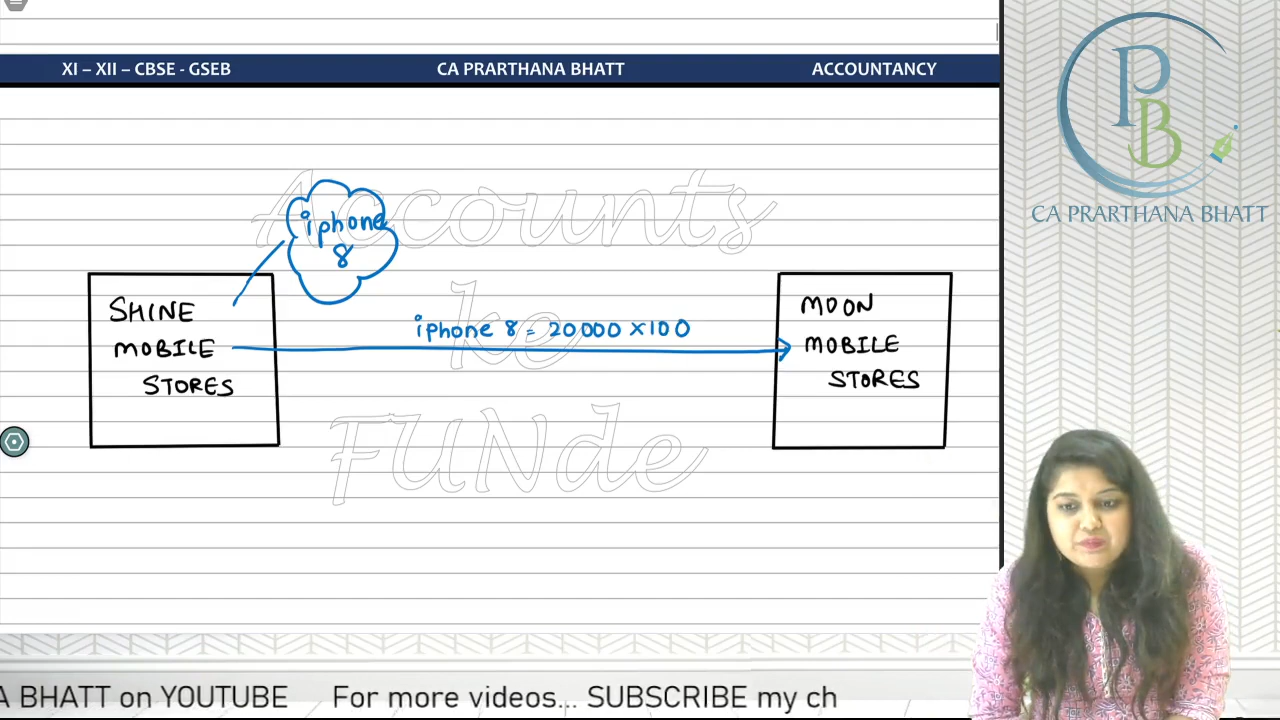 XI – XII – CBSE - GSEB
CA PRARTHANA BHATT
ACCOUNTANCY
PB
CA PRARTHANA BHATT
Accounts
ke
FUNde
iphone
8
SHINE
MOBILE
STORES
iphone 8 = 20000 × 100
MOON
MOBILE
STORES
A BHATT on YOUTUBE For more videos... SUBSCRIBE my ch